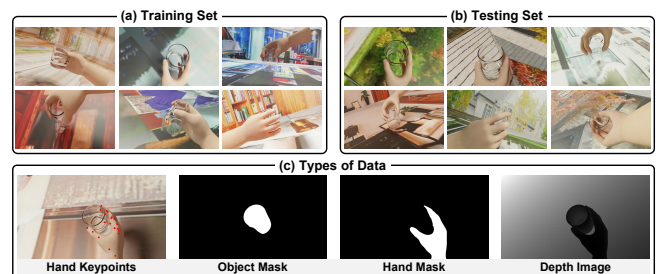 (a) Training Set
(b) Testing Set
(c) Types of Data
Hand Keypoints
Object Mask
Hand Mask
Depth Image